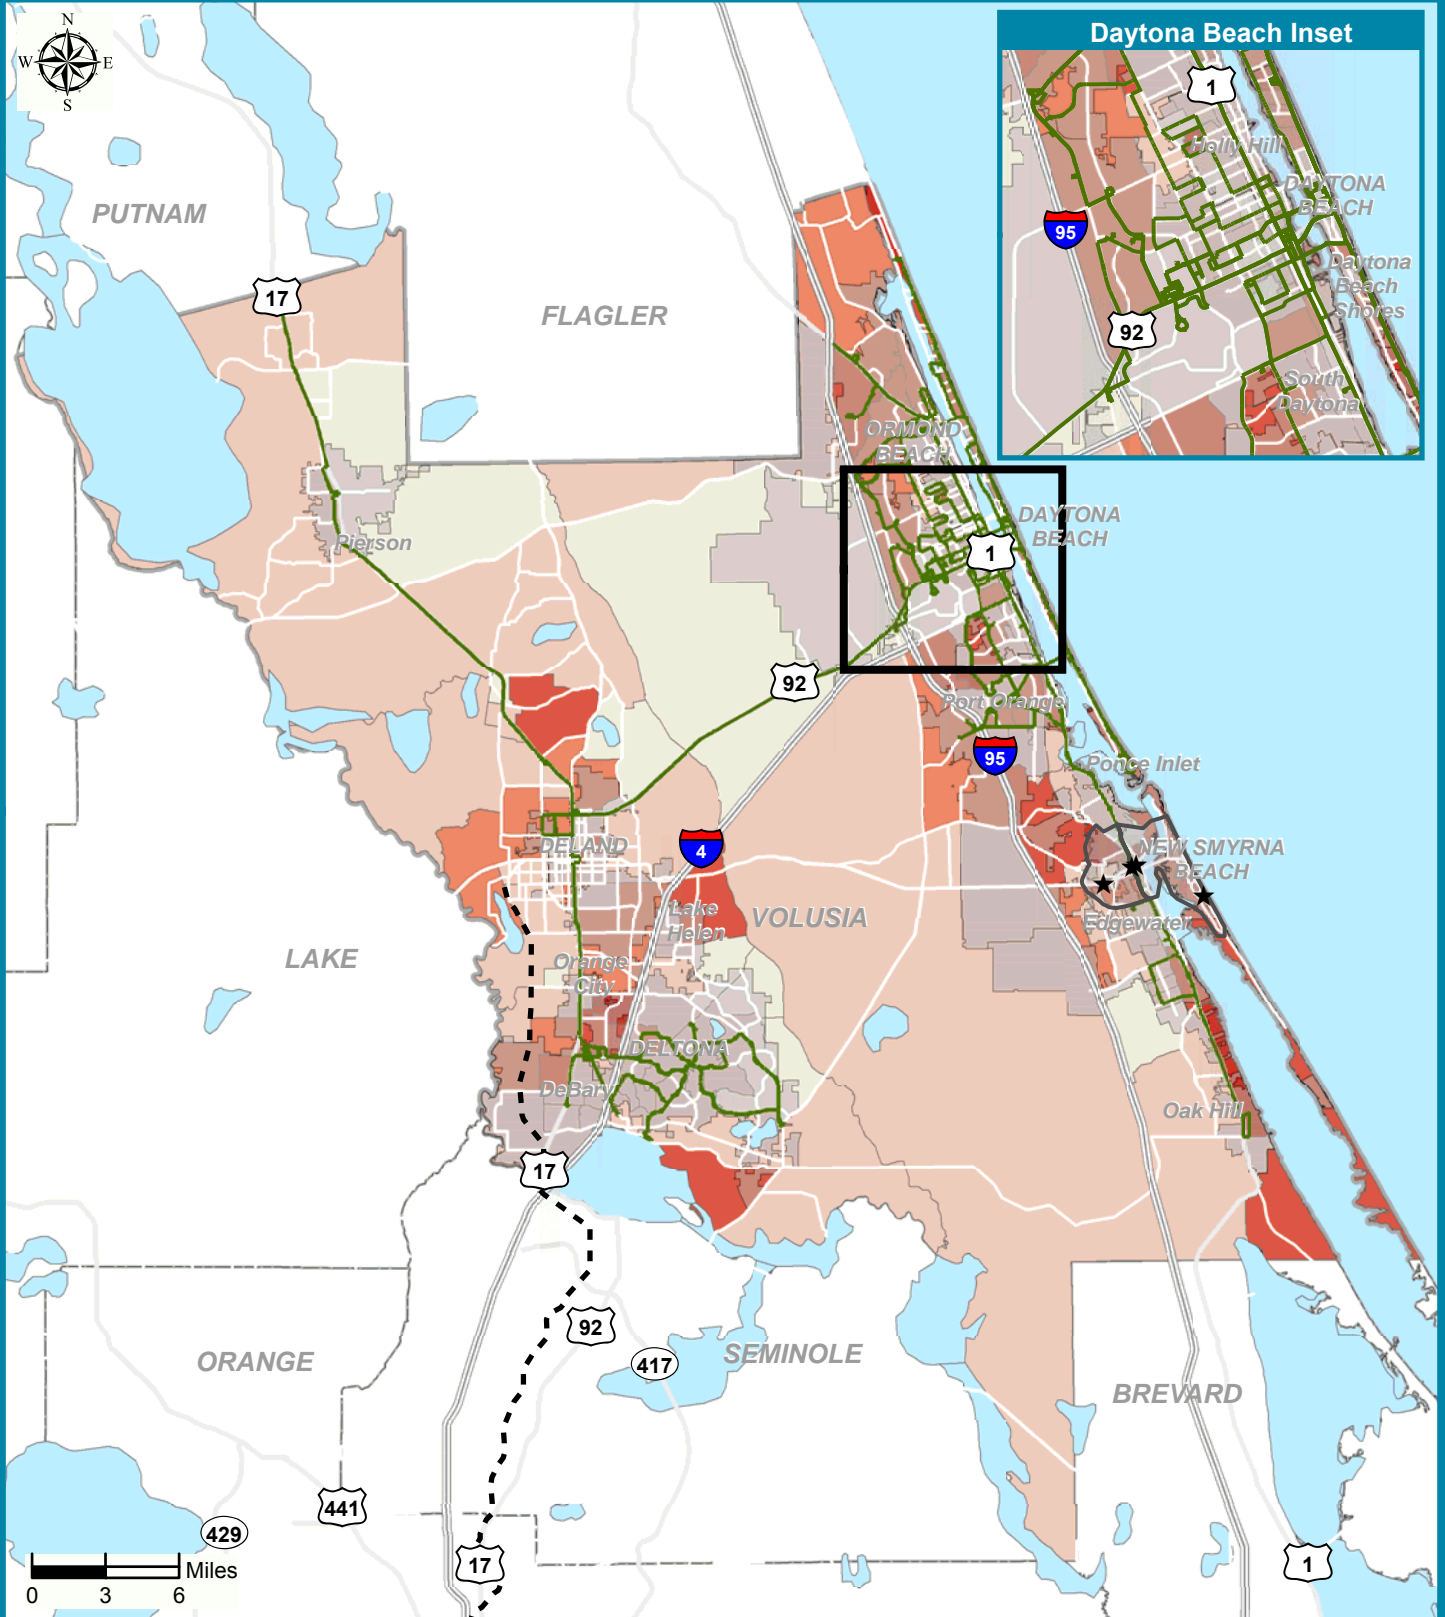 N
W
E
S
Daytona Beach Inset
1
Holly Hill
DAYTONA
BEACH
95
Daytona
Beach
Shores
92
South
Daytona
PUTNAM
17
FLAGLER
ORMOND
BEACH
DAYTONA
BEACH
1
Pierson
92
Port Orange
95
Ponce Inlet
DELAND
4
NEW SMYRNA
BEACH
Lake
Helen
VOLUSIA
Edgewater
LAKE
Orange
City
DELTONA
DeBary
Oak Hill
17
92
ORANGE
417
SEMINOLE
BREVARD
441
429
17
1
Miles
0
3
6